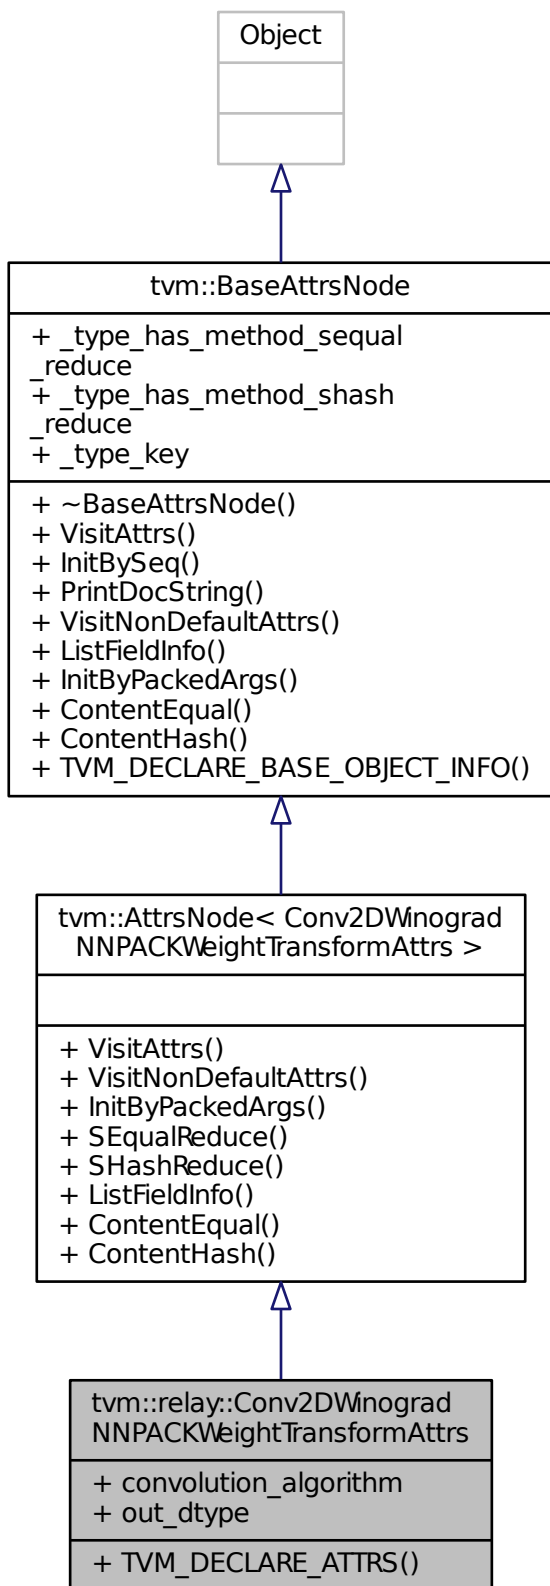 Object
tvm::BaseAttrsNode
+ _type_has_method_sequal
_reduce
+ _type_has_method_shash
_reduce
+ _type_key
+ ~BaseAttrsNode()
+ VisitAttrs()
+ InitBySeq()
+ PrintDocString()
+ VisitNonDefaultAttrs()
+ ListFieldInfo()
+ InitByPackedArgs()
+ ContentEqual()
+ ContentHash()
+ TVM_DECLARE_BASE_OBJECT_INFO()
tvm::AttrsNode< Conv2DWinograd
NNPACKWeightTransformAttrs >
+ VisitAttrs()
+ VisitNonDefaultAttrs()
+ InitByPackedArgs()
+ SEqualReduce()
+ SHashReduce()
+ ListFieldInfo()
+ ContentEqual()
+ ContentHash()
tvm::relay::Conv2DWinograd
NNPACKWeightTransformAttrs
+ convolution_algorithm
+ out_dtype
+ TVM_DECLARE_ATTRS()